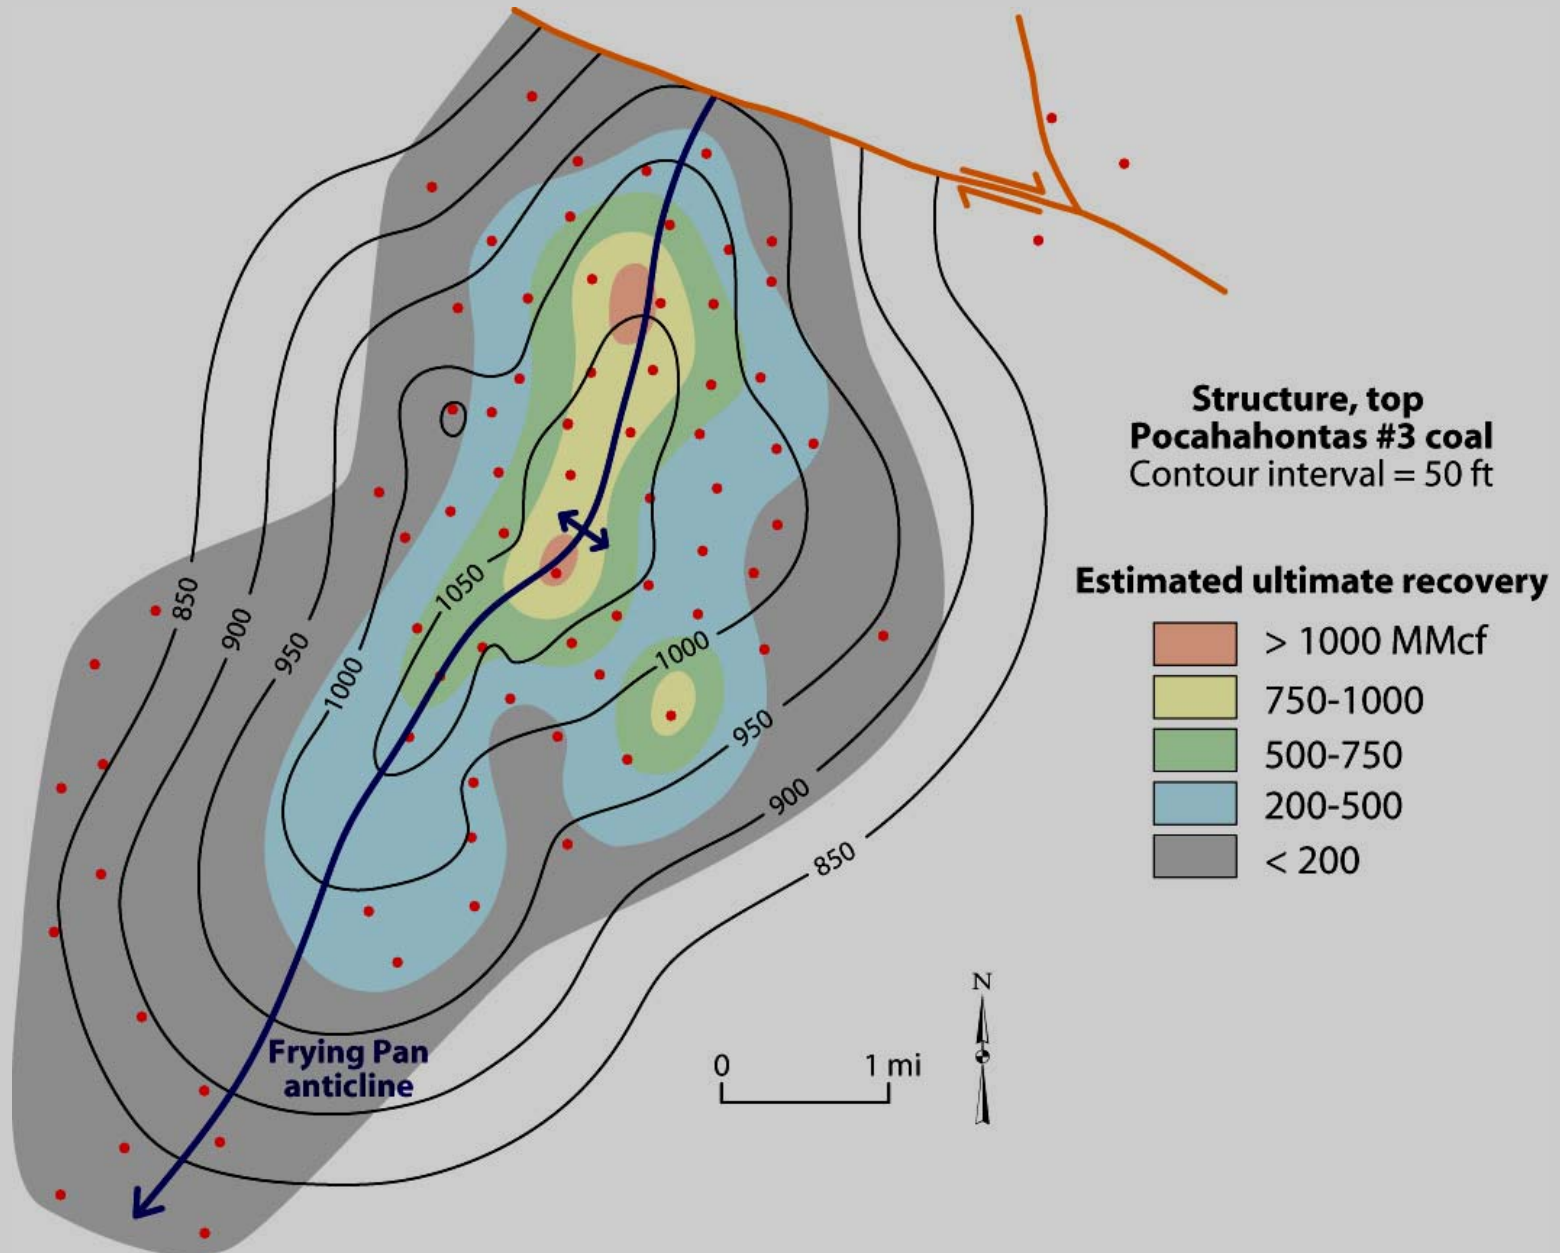 Structure, top
Pocahahontas #3 coal
Contour interval = 50 ft
Estimated ultimate recovery
> 1000 MMcf
750-1000
500-750
200-500
< 200
850
900
950
1000
1050
1000
950
900
850
Frying Pan
anticline
0 1 mi
N